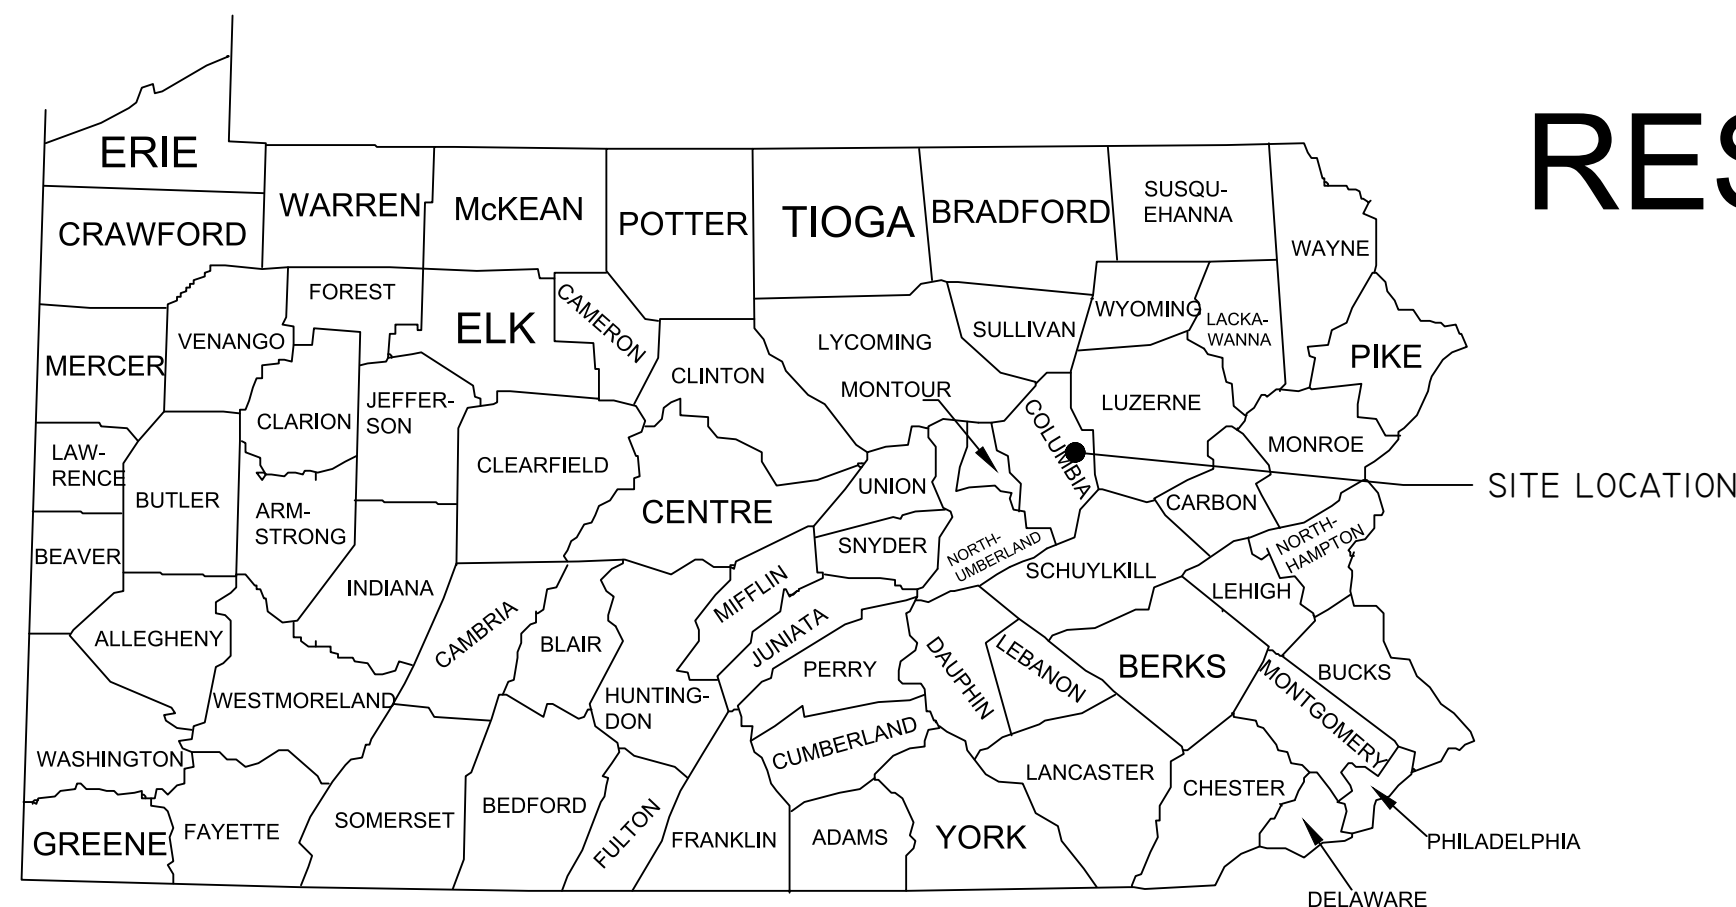 RES
ERIE
WARREN
McKEAN
POTTER
TIOGA
BRADFORD
SUSQU-
EHANNA
WAYNE
CRAWFORD
FOREST
VENANGO
ELK
CAMERON
LYCOMING
SULLIVAN
WYOMING
LACKA-
WANNA
PIKE
MERCER
CLINTON
MONTOUR
LUZERNE
CLARION
JEFFER-
SON
COLUMBIA
MONROE
LAW-
RENCE
CLEARFIELD
CENTRE
UNION
SITE LOCATION
BUTLER
ARM-
STRONG
CARBON
BEAVER
SNYDER
NORTH-
UMBERLAND
SCHUYLKILL
NORTH-
HAMPTON
INDIANA
MIFFLIN
LEHIGH
ALLEGHENY
CAMBRIA
BLAIR
JUNIATA
PERRY
DAUPHIN
LEBANON
BERKS
BUCKS
WESTMORELAND
HUNTING-
DON
MONTGOMERY
WASHINGTON
CUMBERLAND
LANCASTER
CHESTER
GREENE
FAYETTE
SOMERSET
BEDFORD
FULTON
FRANKLIN
ADAMS
YORK
PHILADELPHIA
DELAWARE